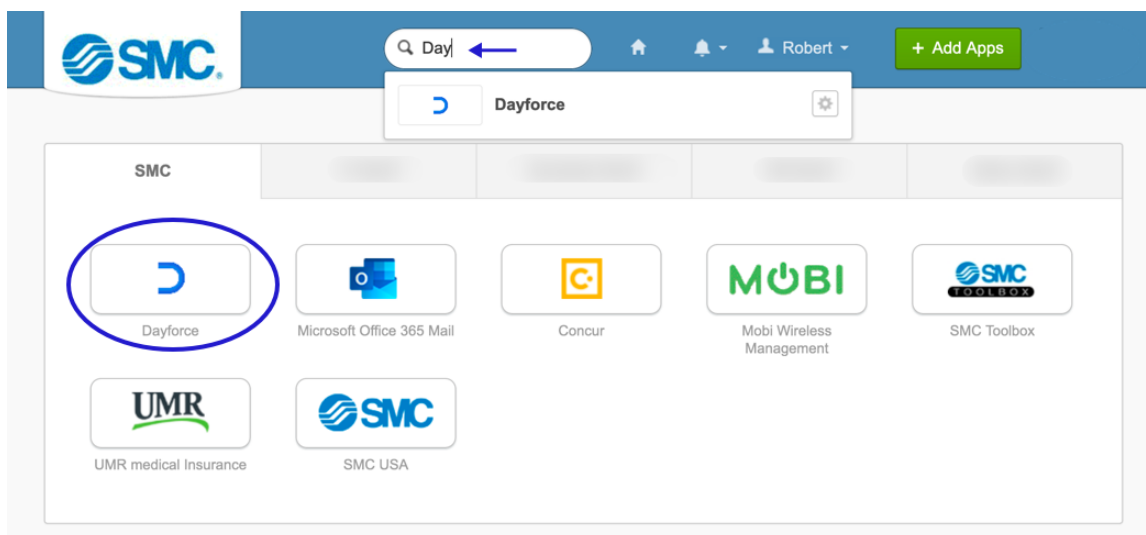 SMC.
Day
Robert
+ Add Apps
Dayforce
SMC
Dayforce
Microsoft Office 365 Mail
C
Concur
MOBI
Mobi Wireless
Management
SMC
TOOLBOX
SMC Toolbox
UMR
UMR medical Insurance
SMC
SMC USA